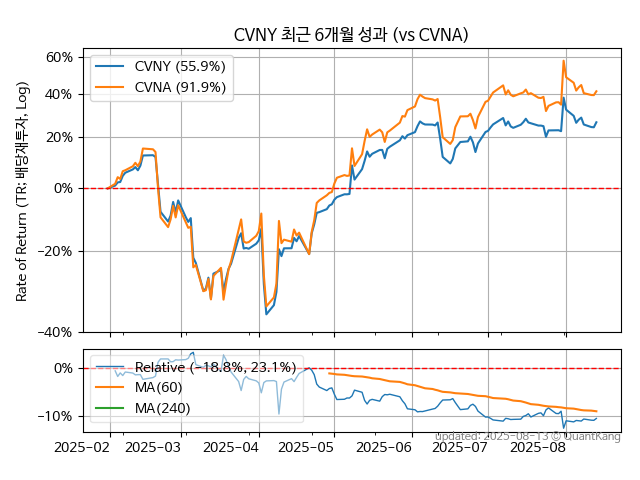 CVNY 최근 6개월 성과 (vs CVNA)
Rate of Return (TR: 배당재투자, Log)
60%
40%
20%
0%
−20%
−40%
CVNY (55.9%)
CVNA (91.9%)
0%
−10%
Relative (−18.8%, 23.1%)
MA(60)
MA(240)
2025-02
2025-03
2025-04
2025-05
2025-06
2025-07
2025-08
updated: 2025-08-13 © QuantKang